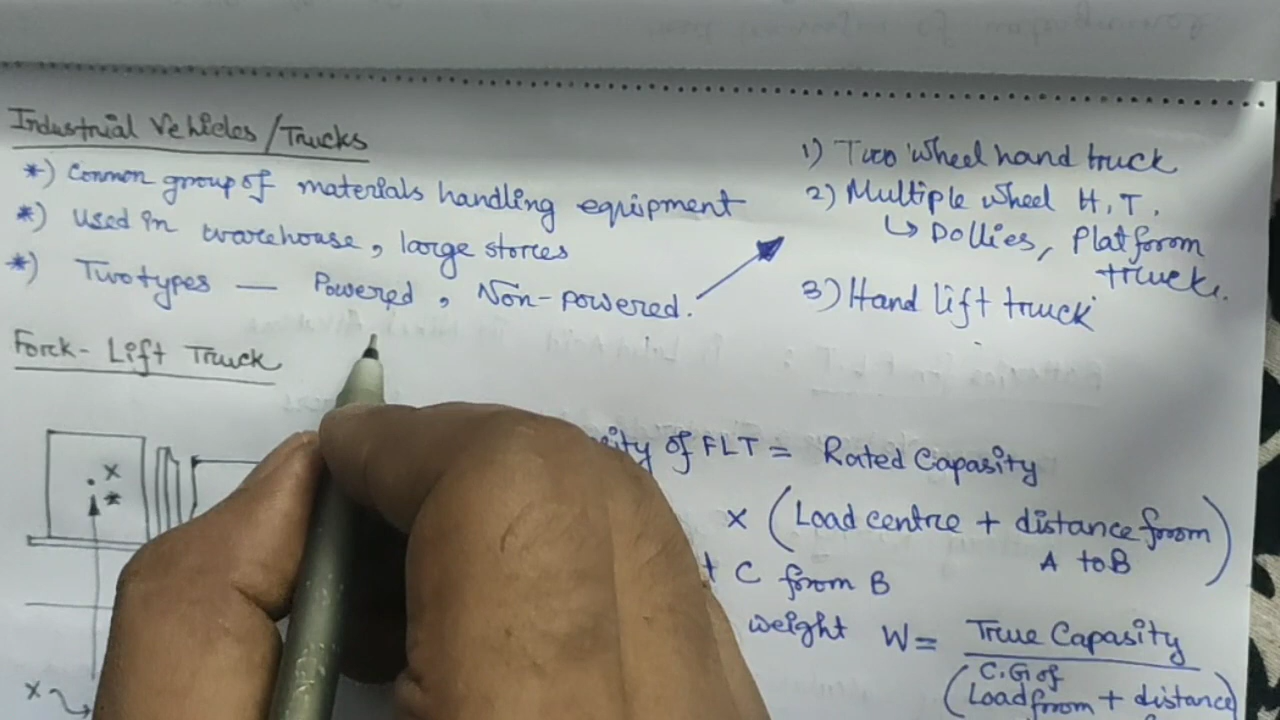 Industrial Vehicles/Trucks
*) Common group of materials handling equipment
*) Used in warehouse, large stores
*) Two types — Powered, Non-powered.
1) Two wheel hand truck
2) Multiple wheel H.T.
↳ Dollies, Platform
truck.
3) Hand lift truck
Fork-Lift Truck
of FLT = Rated Capasity
x (Load centre + distance from
A to B)
C from B
weight W = True Capasity
(C.G of
Load from + distance)
x
*
x